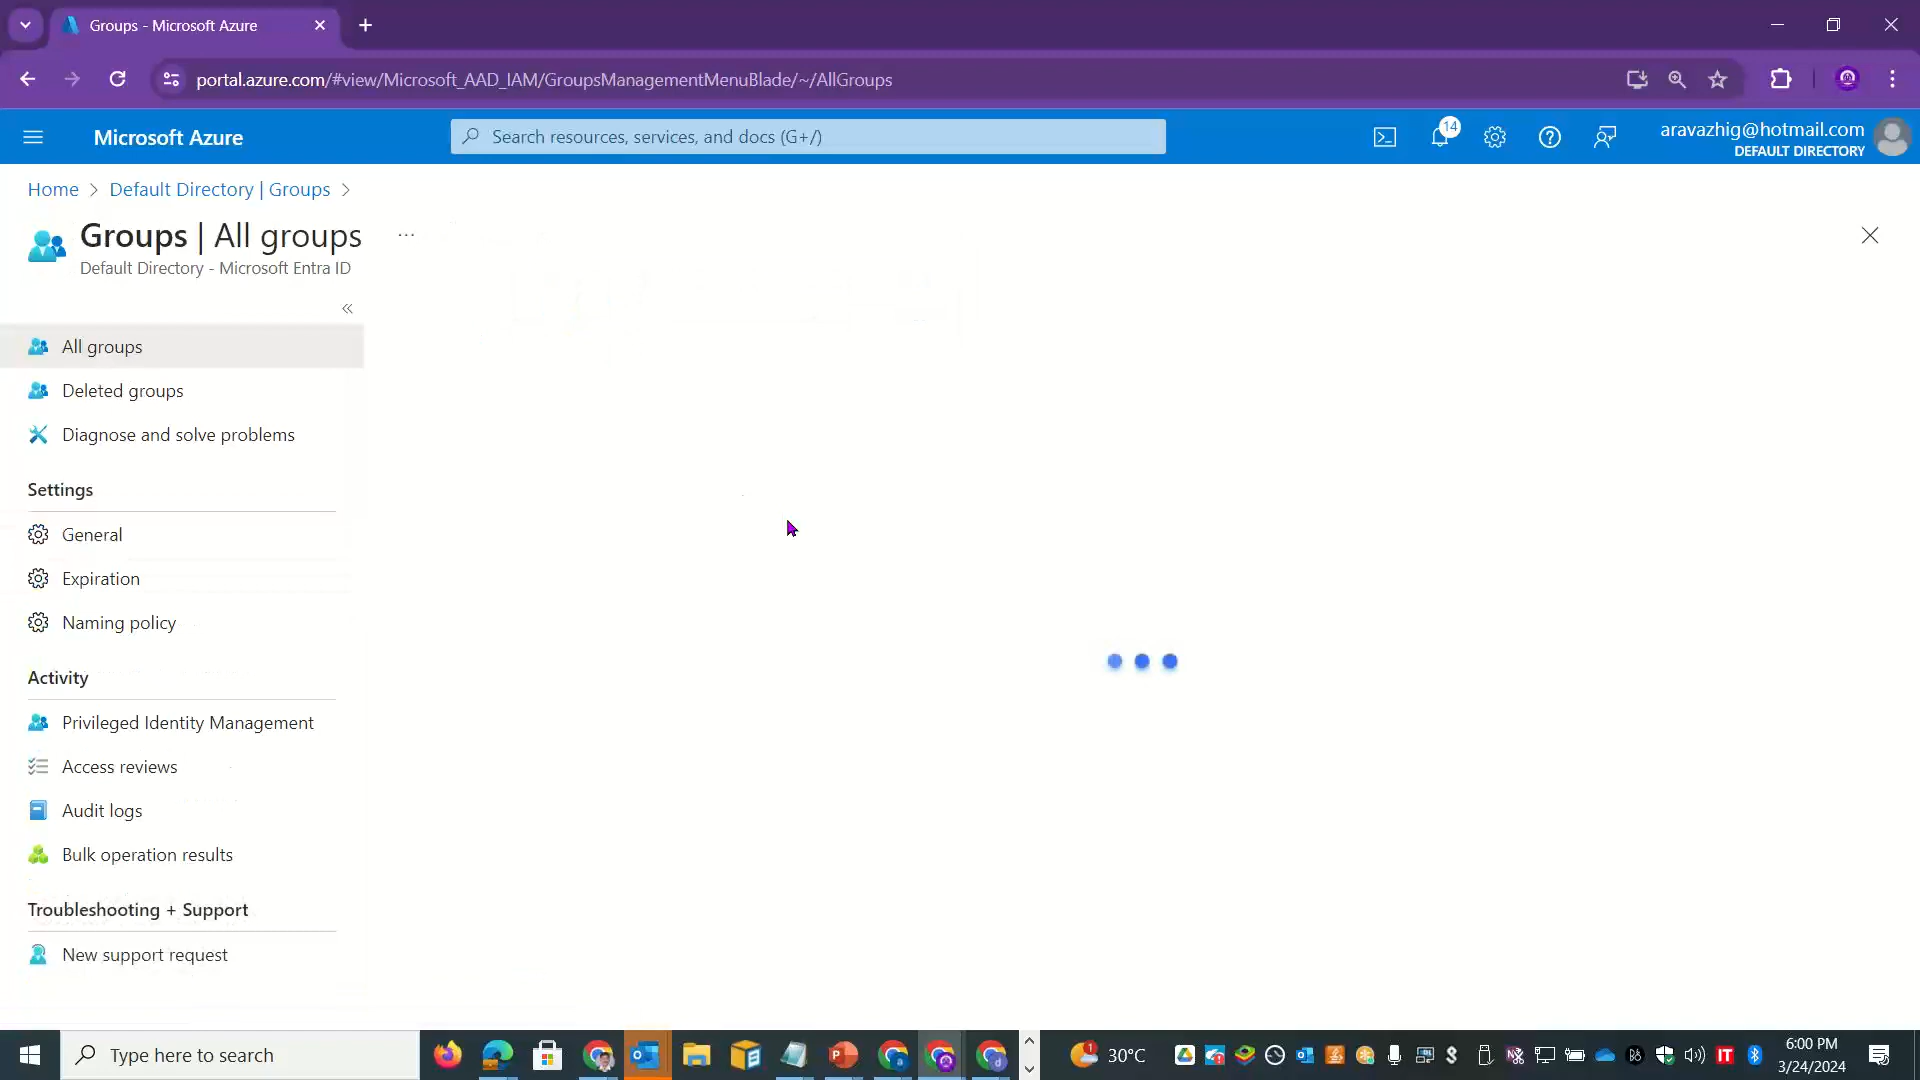 Groups - Microsoft Azure
portal.azure.com/#view/Microsoft_AAD_IAM/GroupsManagementMenuBlade/~/AllGroups
Microsoft Azure
Search resources, services, and docs (G+/)
14
aravazhig@hotmail.com
DEFAULT DIRECTORY
Home > Default Directory | Groups >
Groups | All groups ...
Default Directory - Microsoft Entra ID
All groups
Deleted groups
Diagnose and solve problems
Settings
General
Expiration
Naming policy
Activity
Privileged Identity Management
Access reviews
Audit logs
Bulk operation results
Troubleshooting + Support
New support request
Type here to search
1
30°C
6:00 PM
3/24/2024